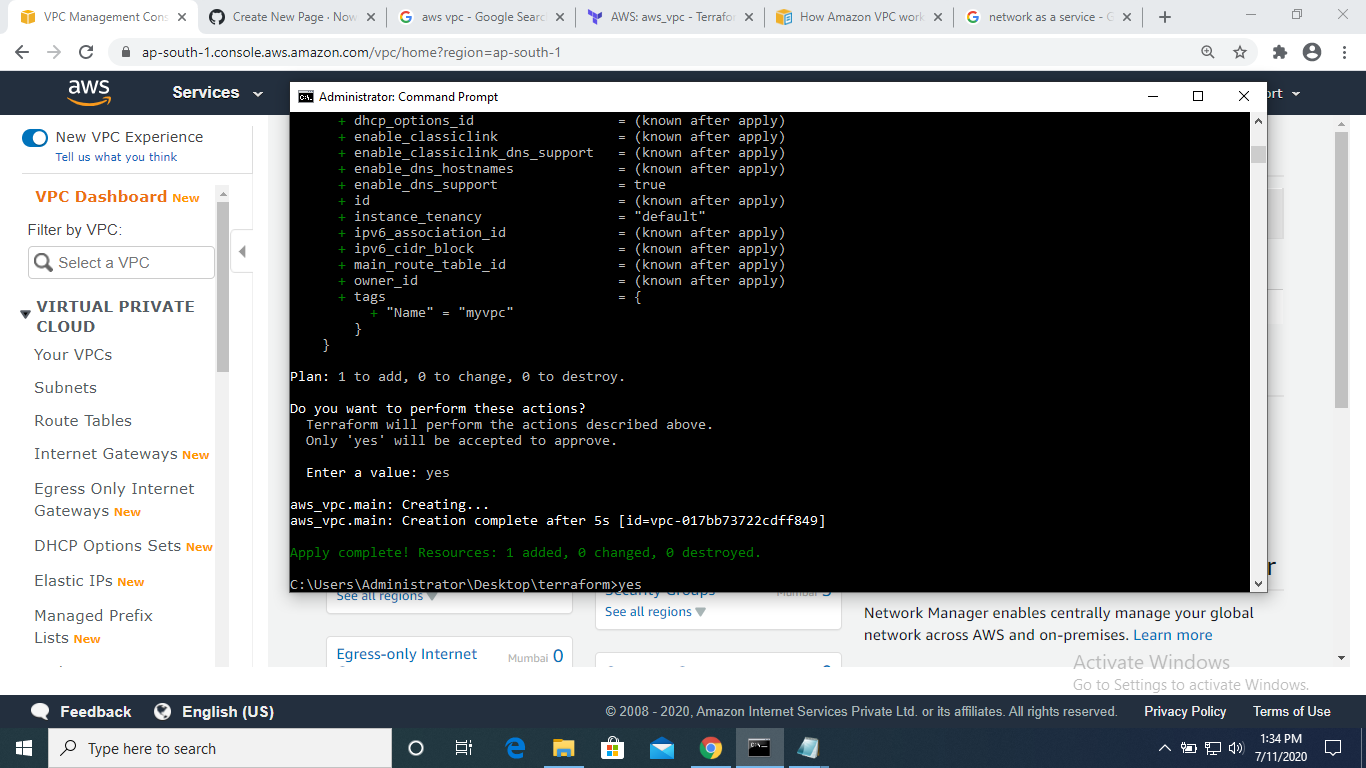 VPC Management Cons
Create New Page · Now
aws vpc - Google Searc
AWS: aws_vpc - Terrafor
How Amazon VPC work
network as a service - G
ap-south-1.console.aws.amazon.com/vpc/home?region=ap-south-1
aws
Services
ort
Administrator: Command Prompt
New VPC Experience
Tell us what you think
VPC Dashboard New
Filter by VPC:
Select a VPC
VIRTUAL PRIVATE
CLOUD
Your VPCs
Subnets
Route Tables
Internet Gateways New
Egress Only Internet
Gateways New
DHCP Options Sets New
Elastic IPs New
Managed Prefix
Lists New
+ dhcp_options_id = (known after apply)
+ enable_classiclink = (known after apply)
+ enable_classiclink_dns_support = (known after apply)
+ enable_dns_hostnames = (known after apply)
+ enable_dns_support = true
+ id = (known after apply)
+ instance_tenancy = "default"
+ ipv6_association_id = (known after apply)
+ ipv6_cidr_block = (known after apply)
+ main_route_table_id = (known after apply)
+ owner_id = (known after apply)
+ tags = {
+ "Name" = "myvpc"
}
}
Plan: 1 to add, 0 to change, 0 to destroy.
Do you want to perform these actions?
Terraform will perform the actions described above.
Only 'yes' will be accepted to approve.
Enter a value: yes
aws_vpc.main: Creating...
aws_vpc.main: Creation complete after 5s [id=vpc-017bb73722cdff849]
Apply complete! Resources: 1 added, 0 changed, 0 destroyed.
C:\Users\Administrator\Desktop\terraform>yes
See all regions
Security Groups
Mumbai
See all regions
Egress-only Internet
Mumbai 0
r
Network Manager enables centrally manage your global
network across AWS and on-premises. Learn more
Activate Windows
Go to Settings to activate Windows.
Feedback
English (US)
© 2008 - 2020, Amazon Internet Services Private Ltd. or its affiliates. All rights reserved.
Privacy Policy
Terms of Use
Type here to search
1:34 PM
7/11/2020